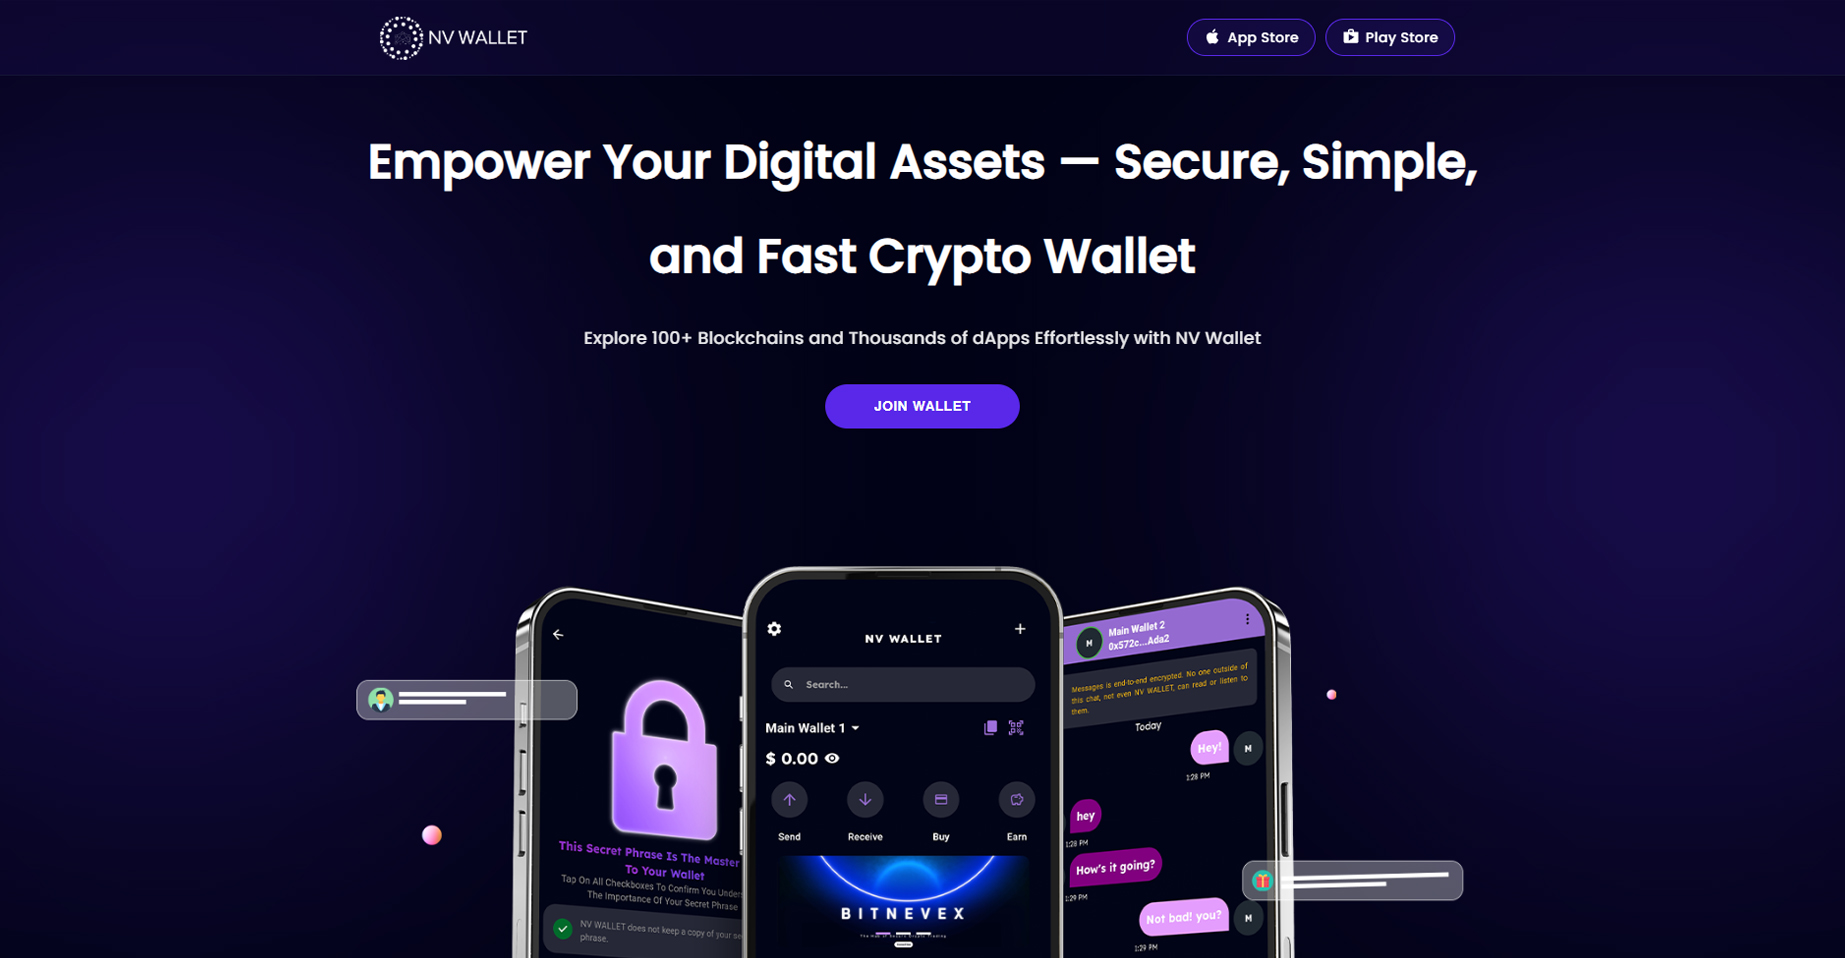 NV WALLET
App Store
Play Store
Empower Your Digital Assets — Secure, Simple,
and Fast Crypto Wallet
Explore 100+ Blockchains and Thousands of dApps Effortlessly with NV Wallet
JOIN WALLET
This Secret Phrase Is The Master
To Your Wallet
Tap On All Checkboxes To Confirm You Unders
The Importance Of Your Secret Phrase
NV WALLET does not keep a copy of your se
phrase.
NV WALLET
Search...
Main Wallet 1
$ 0.00
Send
Receive
Buy
Earn
BITNEVEX
M
Main Wallet 2
0x572c...Ada2
Messages is end-to-end encrypted. No one outside of
this chat, not even NV WALLET, can read or listen to
them.
Today
Hey!
M
1:28 PM
hey
1:28 PM
How's it going?
1:29 PM
Not bad! you?
M
1:29 PM